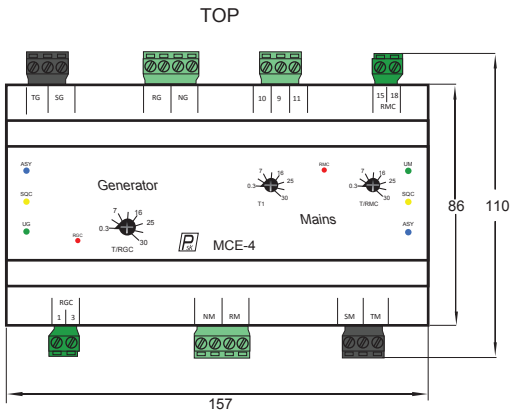 TOP
TG SG RG NG 10 9 11 15 18
RMC
ASY ASY
SQC SQC
UG UM
Generator
RGC
0.3 7 16 25 30
T/RGC
0.3 7 16 25 30
T1
RMC
0.3 7 16 25 30
T/RMC
Mains
Psk MCE-4
RGC
1 3
NM RM SM TM
86
110
157